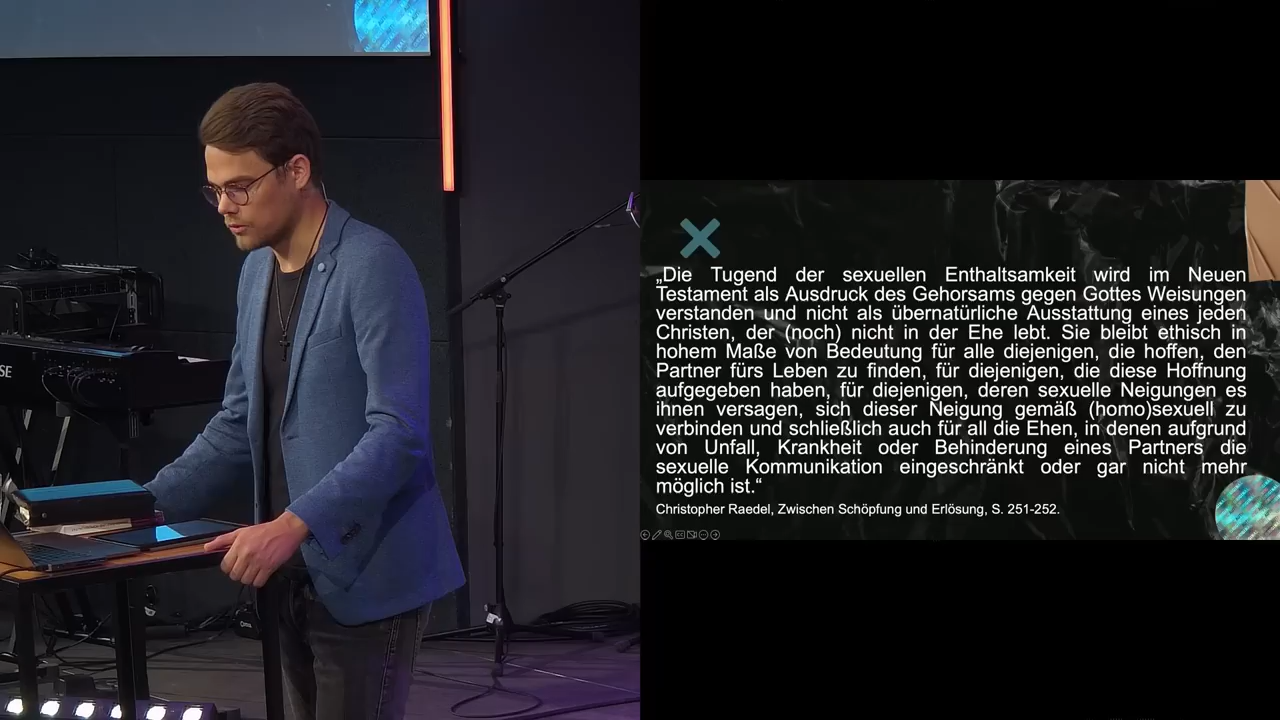 SE
„Die Tugend der sexuellen Enthaltsamkeit wird im Neuen
Testament als Ausdruck des Gehorsams gegen Gottes Weisungen
verstanden und nicht als übernatürliche Ausstattung eines jeden
Christen, der (noch) nicht in der Ehe lebt. Sie bleibt ethisch in
hohem Maße von Bedeutung für alle diejenigen, die hoffen, den
Partner fürs Leben zu finden, für diejenigen, die diese Hoffnung
aufgegeben haben, für diejenigen, deren sexuelle Neigungen es
ihnen versagen, sich dieser Neigung gemäß (homo)sexuell zu
verbinden und schließlich auch für all die Ehen, in denen aufgrund
von Unfall, Krankheit oder Behinderung eines Partners die
sexuelle Kommunikation eingeschränkt oder gar nicht mehr
möglich ist.“
Christopher Raedel, Zwischen Schöpfung und Erlösung, S. 251-252.